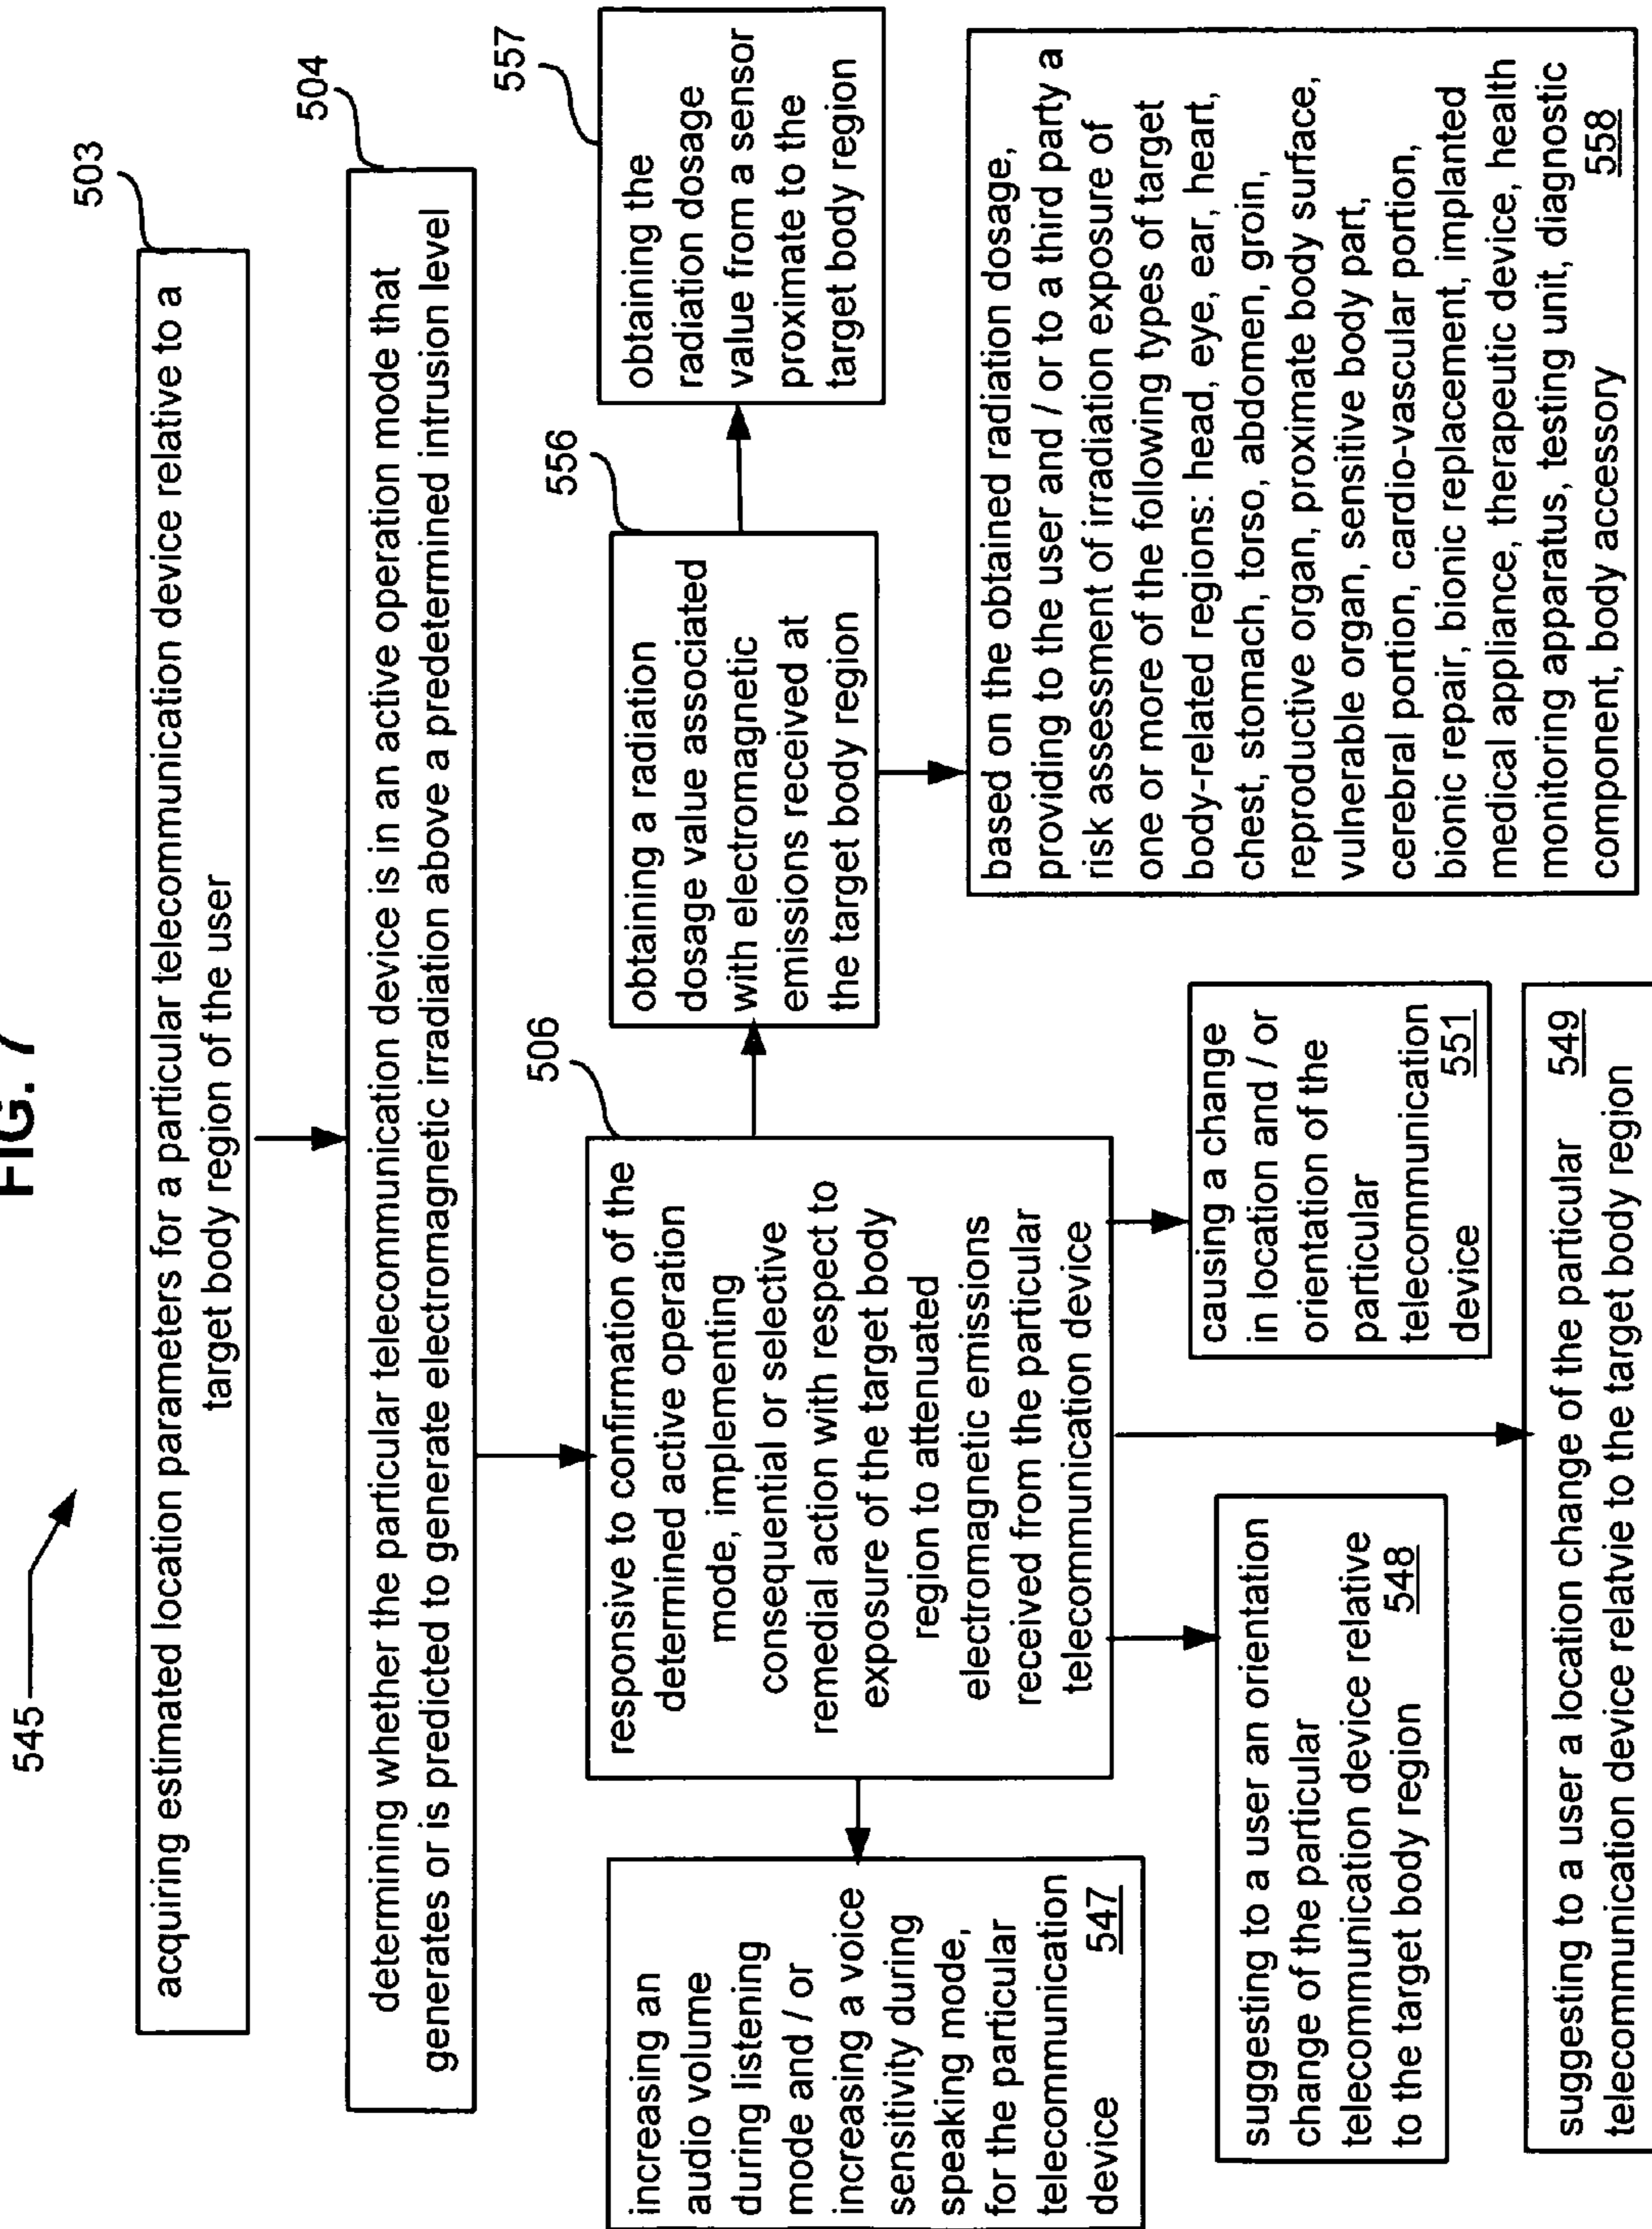 FIG. 7
545
503
acquiring estimated location parameters for a particular telecommunication device relative to a
target body region of the user
504
determining whether the particular telecommunication device is in an active operation mode that
generates or is predicted to generate electromagnetic irradiation above a predetermined intrusion level
506
responsive to confirmation of the
determined active operation
mode, implementing
consequential or selective
remedial action with respect to
exposure of the target body
region to attenuated
electromagnetic emissions
received from the particular
telecommunication device
556
obtaining a radiation
dosage value associated
with electromagnetic
emissions received at
the target body region
557
obtaining the
radiation dosage
value from a sensor
proximate to the
target body region
increasing an
audio volume
during listening
mode and / or
increasing a voice
sensitivity during
speaking mode,
for the particular
telecommunication
device 547
suggesting to a user an orientation
change of the particular
telecommunication device relative
to the target body region 548
causing a change
in location and / or
orientation of the
particular
telecommunication
device 551
suggesting to a user a location change of the particular 549
telecommunication device relatvie to the target body region
based on the obtained radiation dosage,
providing to the user and / or to a third party a
risk assessment of irradiation exposure of
one or more of the following types of target
body-related regions: head, eye, ear, heart,
chest, stomach, torso, abdomen, groin,
reproductive organ, proximate body surface,
vulnerable organ, sensitive body part,
cerebral portion, cardio-vascular portion,
bionic repair, bionic replacement, implanted
medical appliance, therapeutic device, health
monitoring apparatus, testing unit, diagnostic
component, body accessory 558